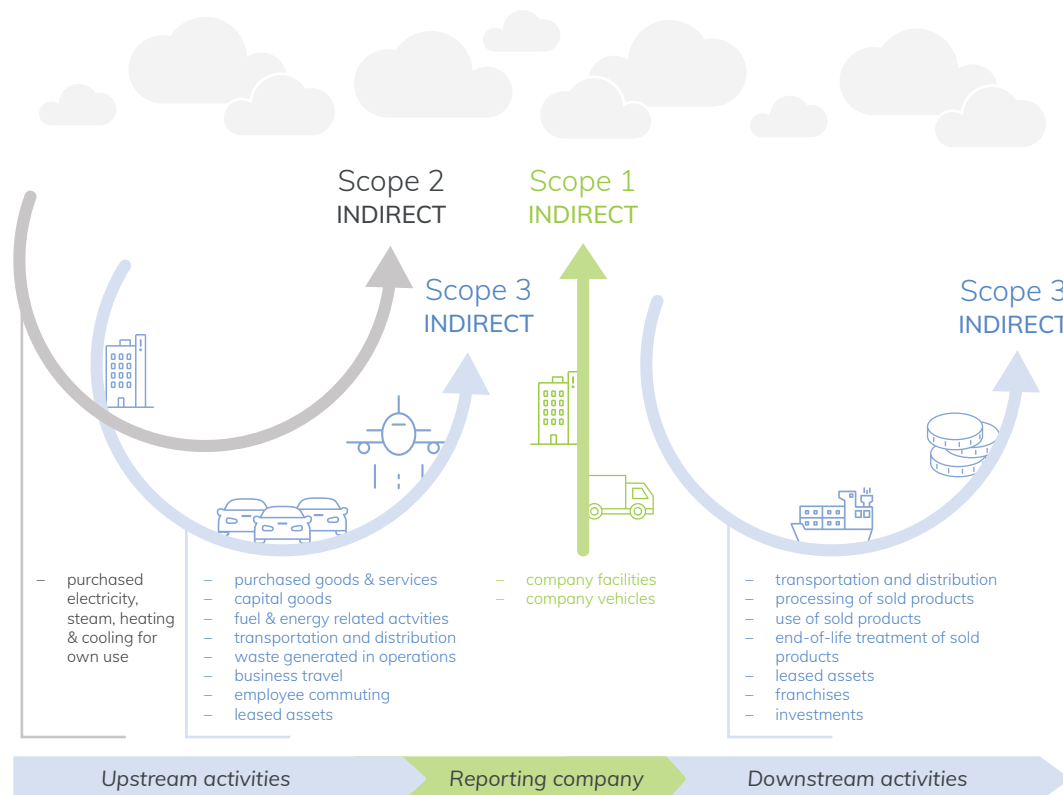 Scope 2
INDIRECT
Scope 1
INDIRECT
Scope 3
INDIRECT
Scope 3
INDIRECT
– purchased
electricity,
steam, heating
& cooling for
own use
– purchased goods & services
– capital goods
– fuel & energy related actvities
– transportation and distribution
– waste generated in operations
– business travel
– employee commuting
– leased assets
– company facilities
– company vehicles
– transportation and distribution
– processing of sold products
– use of sold products
– end-of-life treatment of sold
products
– leased assets
– franchises
– investments
Upstream activities
Reporting company
Downstream activities